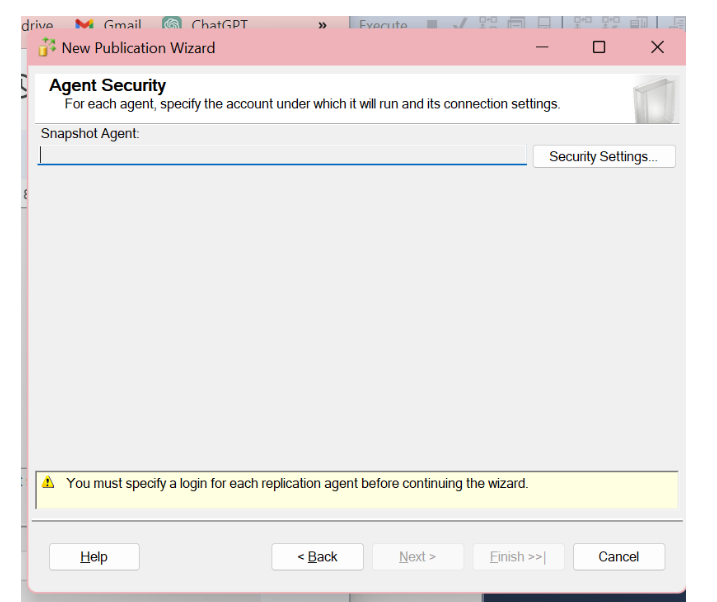 drive Gmail ChatGPT » Execute
New Publication Wizard
Agent Security
For each agent, specify the account under which it will run and its connection settings.
Snapshot Agent:
Security Settings...
You must specify a login for each replication agent before continuing the wizard.
Help < Back Next > Finish >>| Cancel